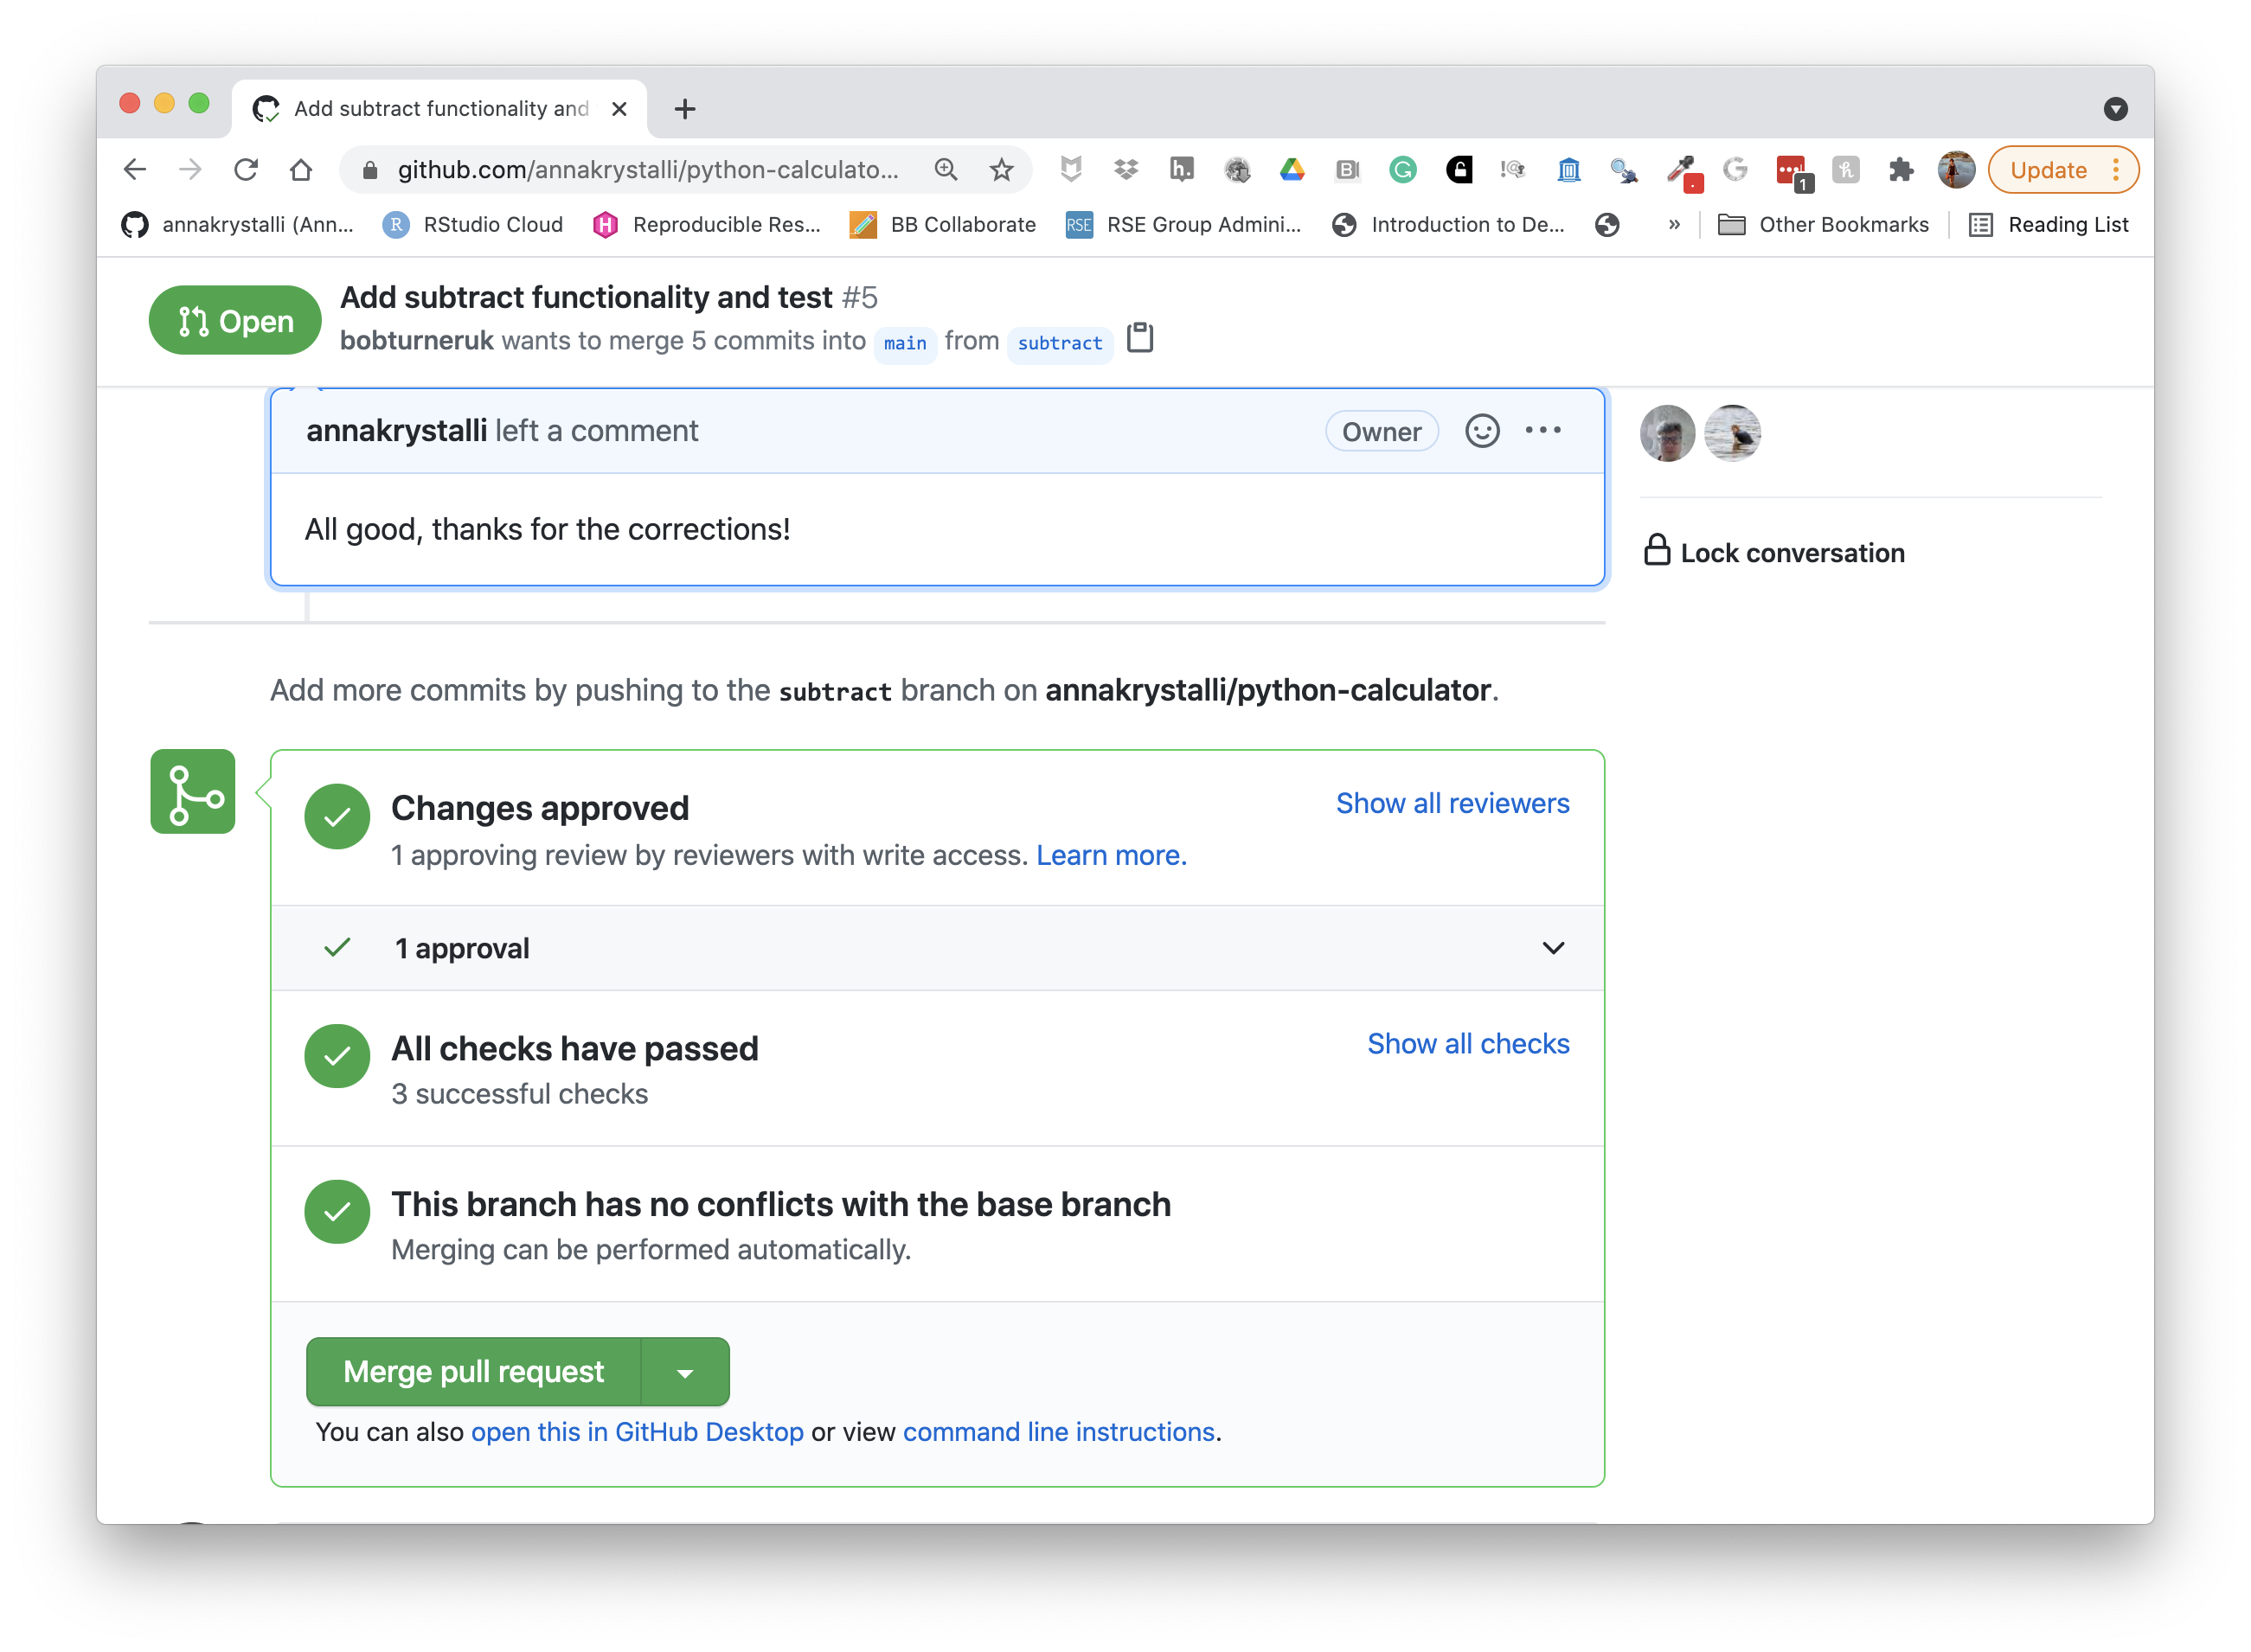 Add subtract functionality and
github.com/annakrystalli/python-calculato...
h.
B
G
!@
G
1
h
Update
annakrystalli (Ann...
R
RStudio Cloud
H
Reproducible Res...
BB Collaborate
RSE
RSE Group Admini...
Introduction to De...
»
Other Bookmarks
Reading List
Open
Add subtract functionality and test #5
bobturneruk wants to merge 5 commits into main from subtract
annakrystalli left a comment
Owner
All good, thanks for the corrections!
Lock conversation
Add more commits by pushing to the subtract branch on annakrystalli/python-calculator.
Changes approved
Show all reviewers
1 approving review by reviewers with write access. Learn more.
1 approval
All checks have passed
Show all checks
3 successful checks
This branch has no conflicts with the base branch
Merging can be performed automatically.
Merge pull request
You can also open this in GitHub Desktop or view command line instructions.